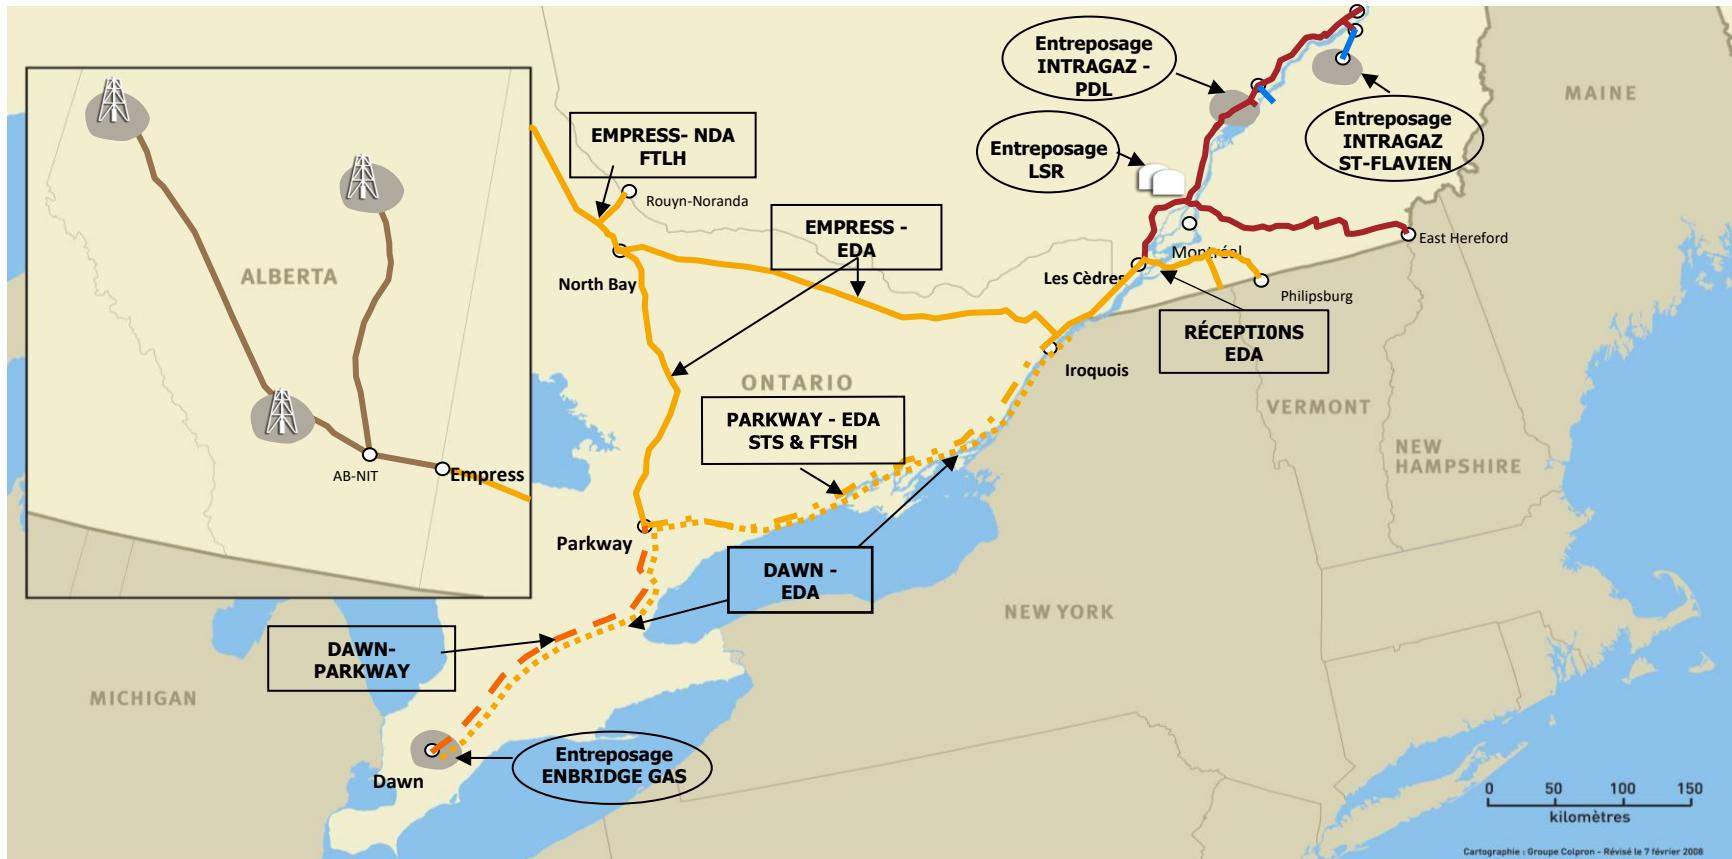 Entreposage
INTRAGAZ -
PDL
MAINE
EMPRESS- NDA
FTLH
Entreposage
LSR
Entreposage
INTRAGAZ
ST-FLAVIEN
Rouyn-Noranda
EMPRESS -
EDA
East Hereford
Montréal
ALBERTA
North Bay
Les Cèdres
Philipsburg
RÉCEPTI0NS
EDA
Iroquois
ONTARIO
VERMONT
PARKWAY - EDA
STS & FTSH
NEW
HAMPSHIRE
AB-NIT
Empress
Parkway
DAWN -
EDA
NEW YORK
DAWN-
PARKWAY
MICHIGAN
Entreposage
ENBRIDGE GAS
Dawn
0 50 100 150
kilomètres
Cartographie : Groupe Colpron - Révisé le 7 février 2008